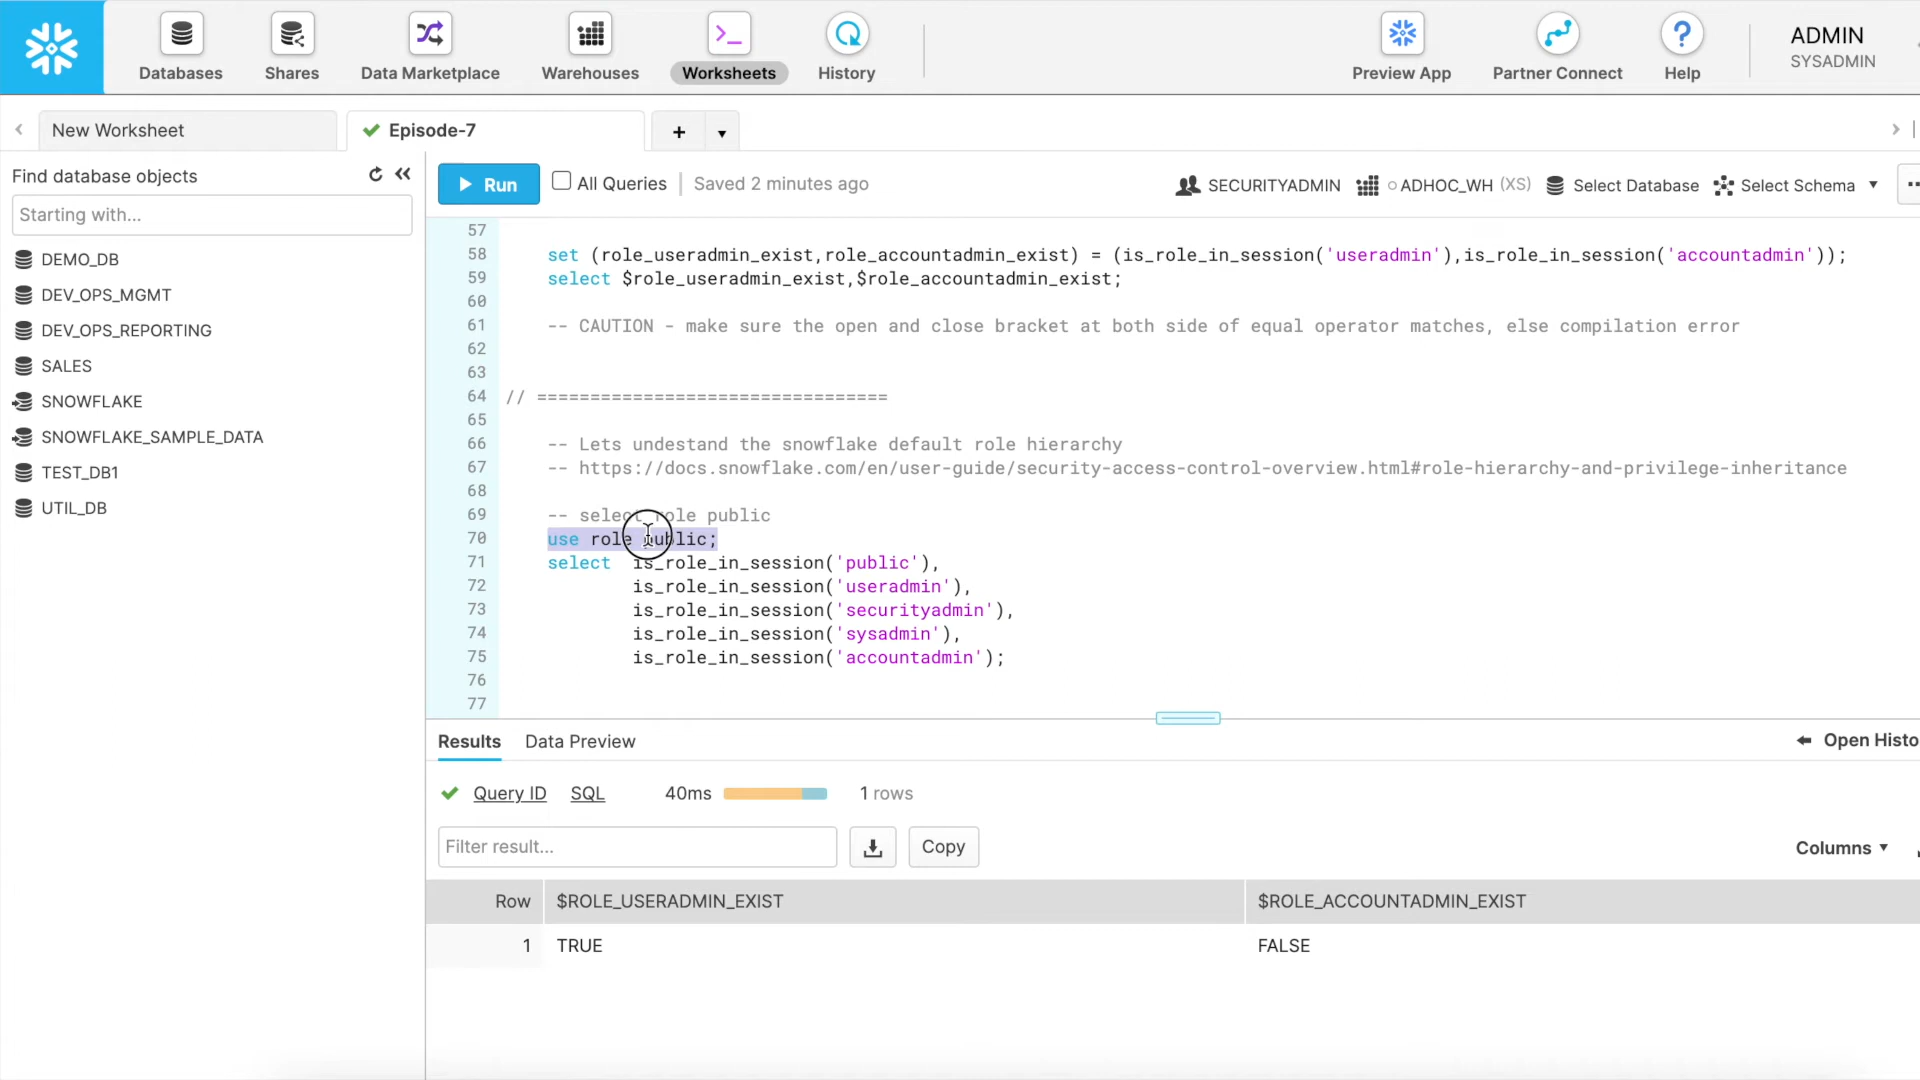 Databases
Shares
Data Marketplace
Warehouses
Worksheets
History
Preview App
Partner Connect
Help
ADMIN
SYSADMIN
New Worksheet
Episode-7
+
Find database objects
Starting with...
DEMO_DB
DEV_OPS_MGMT
DEV_OPS_REPORTING
SALES
SNOWFLAKE
SNOWFLAKE_SAMPLE_DATA
TEST_DB1
UTIL_DB
Run All Queries Saved 2 minutes ago SECURITYADMIN ADHOC_WH (XS) Select Database Select Schema
57
58 set (role_useradmin_exist,role_accountadmin_exist) = (is_role_in_session('useradmin'),is_role_in_session('accountadmin'));
59 select $role_useradmin_exist,$role_accountadmin_exist;
60
61 -- CAUTION - make sure the open and close bracket at both side of equal operator matches, else compilation error
62
63
64 // =================================
65
66 -- Lets undestand the snowflake default role hierarchy
67 -- https://docs.snowflake.com/en/user-guide/security-access-control-overview.html#role-hierarchy-and-privilege-inheritance
68
69 -- select role public
70 use role public;
71 select is_role_in_session('public'),
72 is_role_in_session('useradmin'),
73 is_role_in_session('securityadmin'),
74 is_role_in_session('sysadmin'),
75 is_role_in_session('accountadmin');
76
77
Results Data Preview Open Histo
Query ID SQL 40ms 1 rows
Filter result... Copy Columns
Row $ROLE_USERADMIN_EXIST $ROLE_ACCOUNTADMIN_EXIST
1 TRUE FALSE